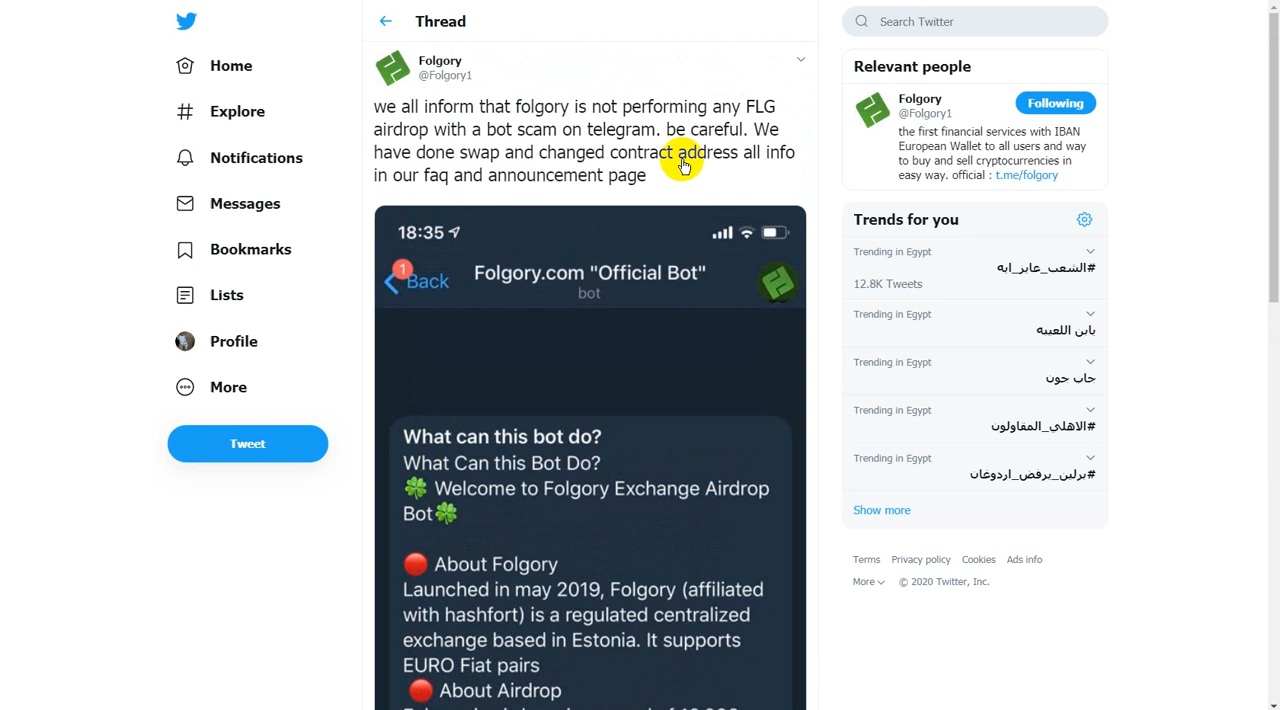 Home
Explore
Notifications
Messages
Bookmarks
Lists
Profile
More
Tweet
Thread
Folgory
@Folgory1
we all inform that folgory is not performing any FLG
airdrop with a bot scam on telegram. be careful. We
have done swap and changed contract address all info
in our faq and announcement page
18:35
1
Back
Folgory.com "Official Bot"
bot
What can this bot do?
What Can this Bot Do?
🍀 Welcome to Folgory Exchange Airdrop
Bot🍀
🔴 About Folgory
Launched in may 2019, Folgory (affiliated
with hashfort) is a regulated centralized
exchange based in Estonia. It supports
EURO Fiat pairs
🔴 About Airdrop
Search Twitter
Relevant people
Folgory
@Folgory1
Following
the first financial services with IBAN
European Wallet to all users and way
to buy and sell cryptocurrencies in
easy way. official : t.me/folgory
Trends for you
Trending in Egypt
#الشعب_عايز_ايه
12.8K Tweets
Trending in Egypt
يابن اللعيبه
Trending in Egypt
جاب جون
Trending in Egypt
#الاهلي_المقاولون
Trending in Egypt
#برلين_برفض_اردوغان
Show more
Terms Privacy policy Cookies Ads info
More © 2020 Twitter, Inc.